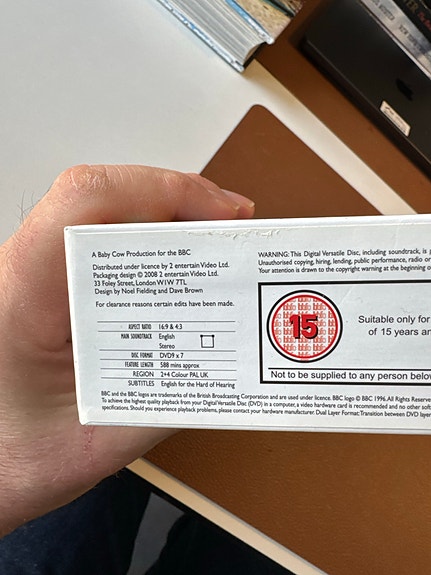 A Baby Cow Production for the BBC
Distributed under licence by 2 entertain Video Ltd.
Packaging design © 2008 2 entertain Video Ltd.
33 Foley Street, London W1W 7TL
Design by Noel Fielding and Dave Brown
For clearance reasons certain edits have been made.
ASPECT RATIO 16:9 & 4:3
MAIN SOUNDTRACK English
Stereo
DISC FORMAT DVD9 x 7
FEATURE LENGTH 588 mins approx
REGION 2+4 Colour PAL UK
SUBTITLES English for the Hard of Hearing
WARNING: This Digital Versatile Disc, including soundtrack, is
Unauthorised copying, hiring, lending, public performance, radio or
Your attention is drawn to the copyright warning at the beginning o
15
Suitable only for
of 15 years an
Not to be supplied to any person below
BBC and the BBC logos are trademarks of the British Broadcasting Corporation and are used under licence. BBC logo © BBC 1996. All Rights Reserve
To achieve the highest quality playback from your Digital Versatile Disc (DVD) in a computer, a video hardware card is recommended and no other soft
specifications. Should you experience playback problems, please contact your hardware manufacturer. Dual Layer Format: Transition between DVD layer